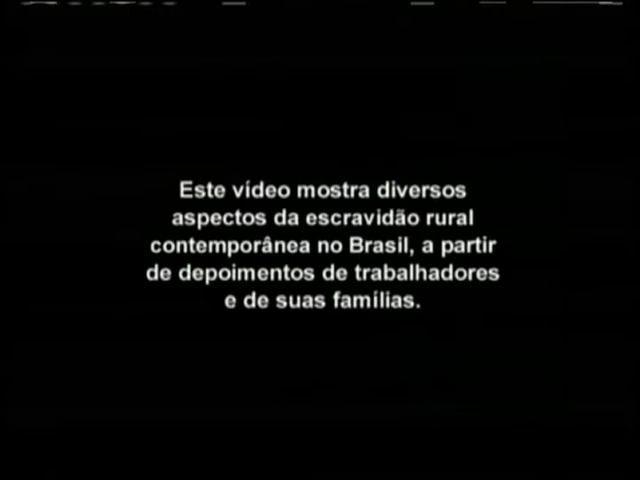 Este vídeo mostra diversos
aspectos da escravidão rural
contemporânea no Brasil, a partir
de depoimentos de trabalhadores
e de suas famílias.